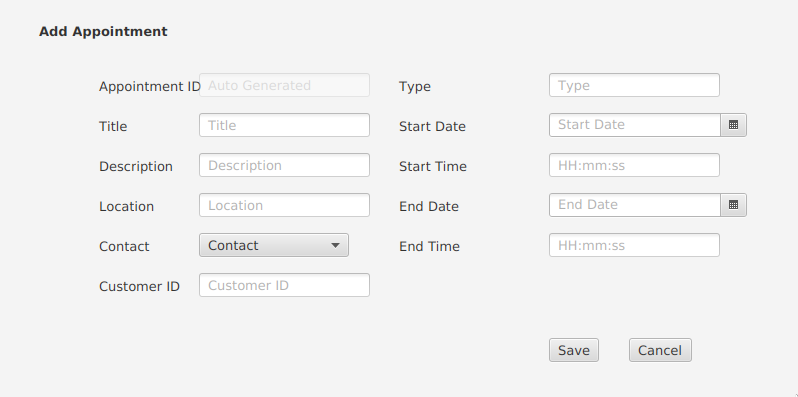 Add Appointment
Appointment ID Auto Generated Type Type
Title Title Start Date Start Date
Description Description Start Time HH:mm:ss
Location Location End Date End Date
Contact Contact End Time HH:mm:ss
Customer ID Customer ID
Save Cancel